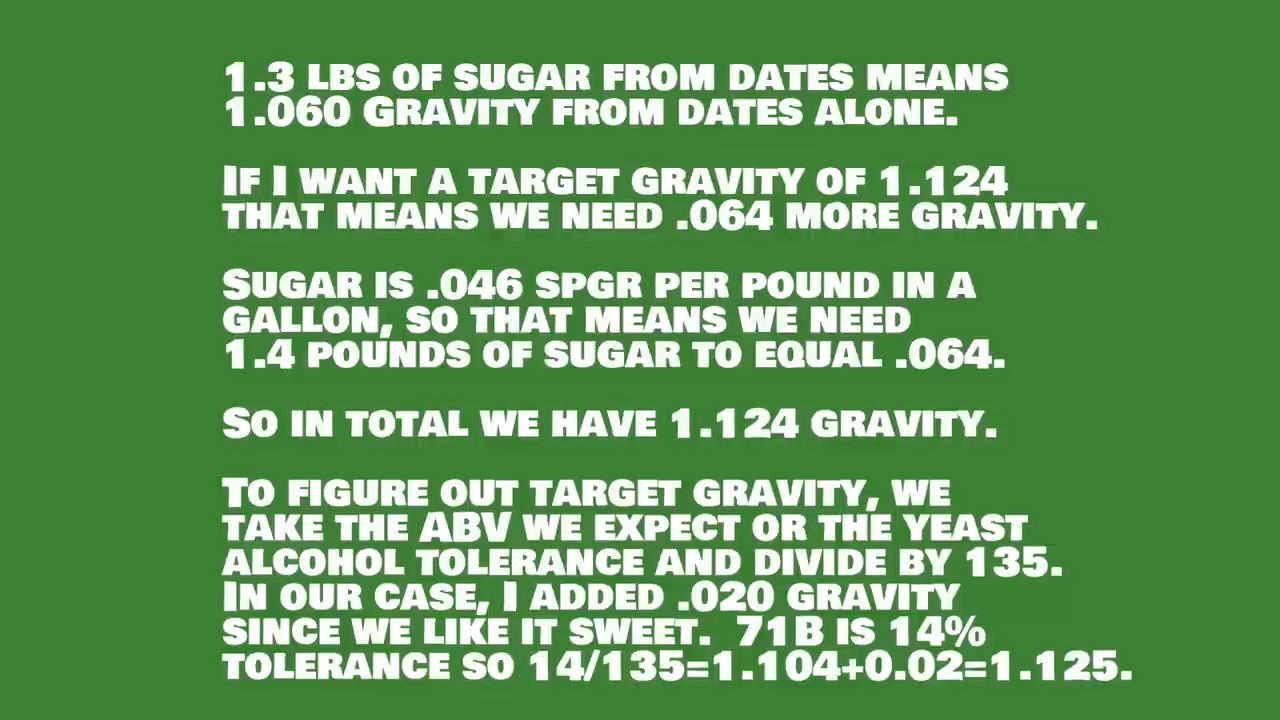 1.3 lbs of sugar from dates means
1.060 Gravity from dates alone.
If I want a target gravity of 1.124
that means we need .064 more gravity.
Sugar is .046 spgr per pound in a
gallon, so that means we need
1.4 pounds of sugar to equal .064.
So in total we have 1.124 gravity.
To figure out target gravity, we
take the ABV we expect or the yeast
alcohol tolerance and divide by 135.
In our case, I added .020 gravity
since we like it sweet.  71B is 14%
tolerance so 14/135=1.104+0.02=1.125.